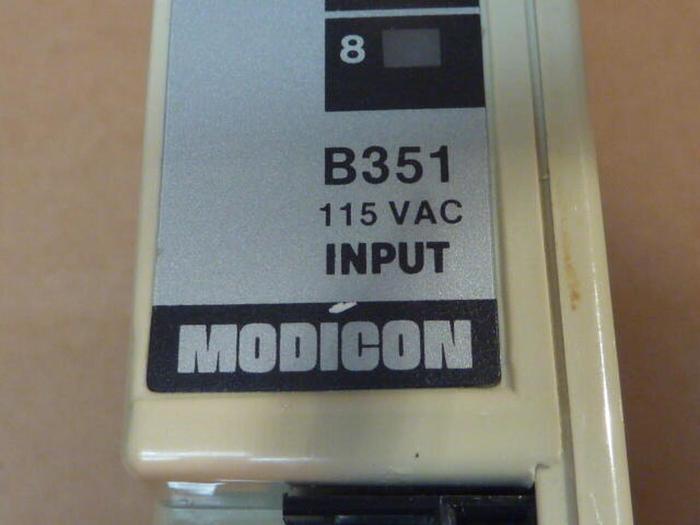 8
B351
115 VAC
INPUT
MODICON